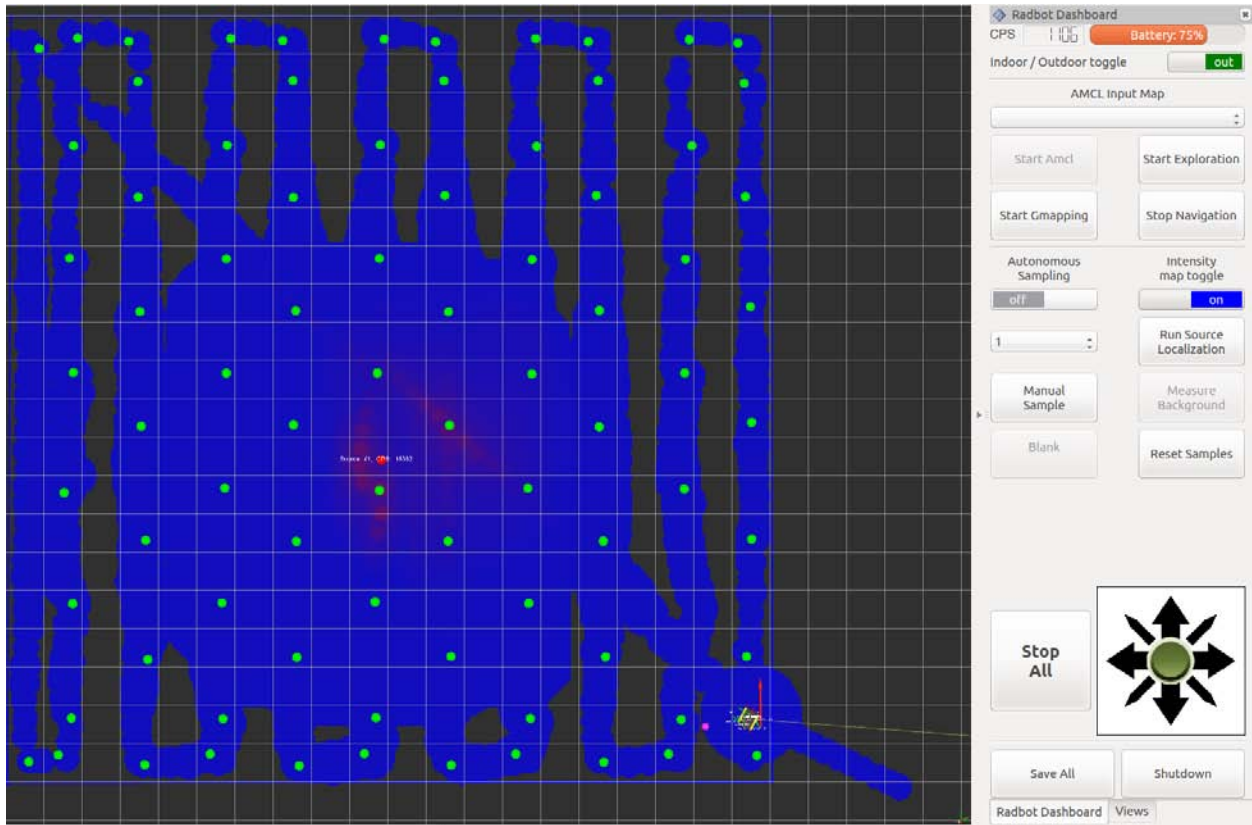 Radbot Dashboard
CPS 1106 Battery: 75%
Indoor / Outdoor toggle out
AMCL Input Map
Start Amcl Start Exploration
Start Gmapping Stop Navigation
Autonomous Sampling
Intensity map toggle
off on
1
Run Source Localization
Manual Sample
Measure Background
Blank Reset Samples
Stop All
Save All Shutdown
Radbot Dashboard Views